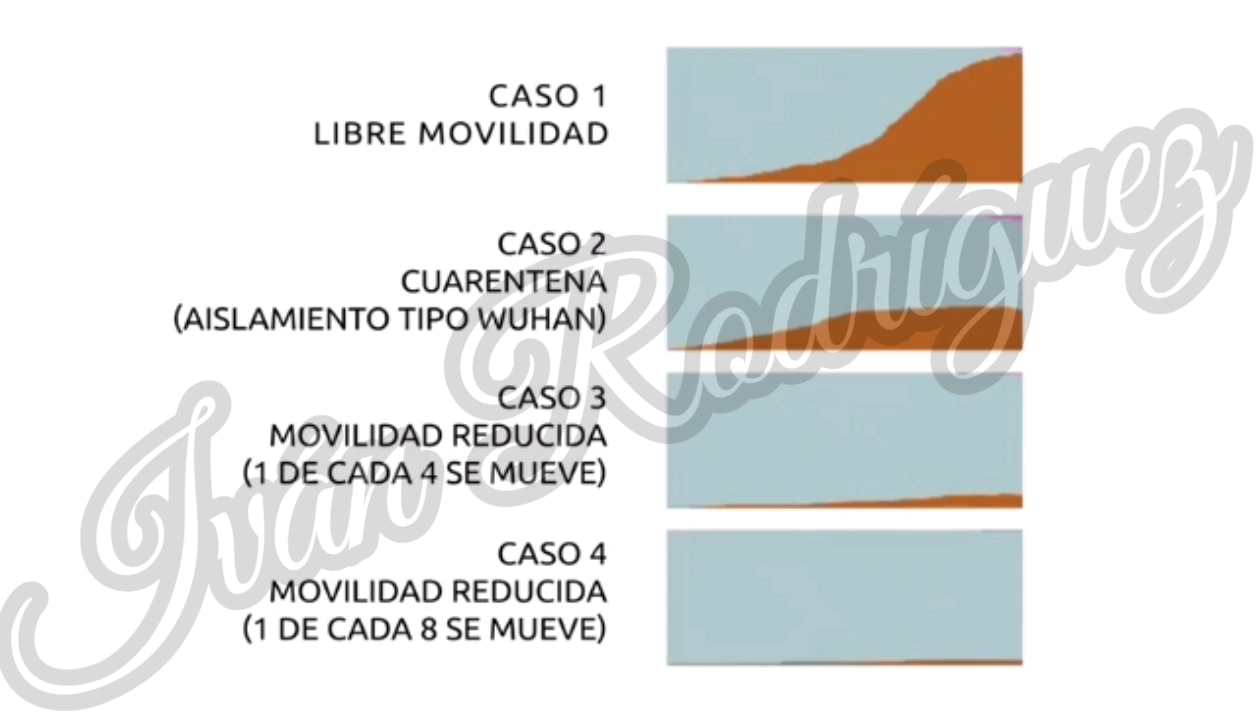 CASO 1
LIBRE MOVILIDAD
CASO 2
CUARENTENA
(AISLAMIENTO TIPO WUHAN)
CASO 3
MOVILIDAD REDUCIDA
(1 DE CADA 4 SE MUEVE)
CASO 4
MOVILIDAD REDUCIDA
(1 DE CADA 8 SE MUEVE)
Iván Rodríguez